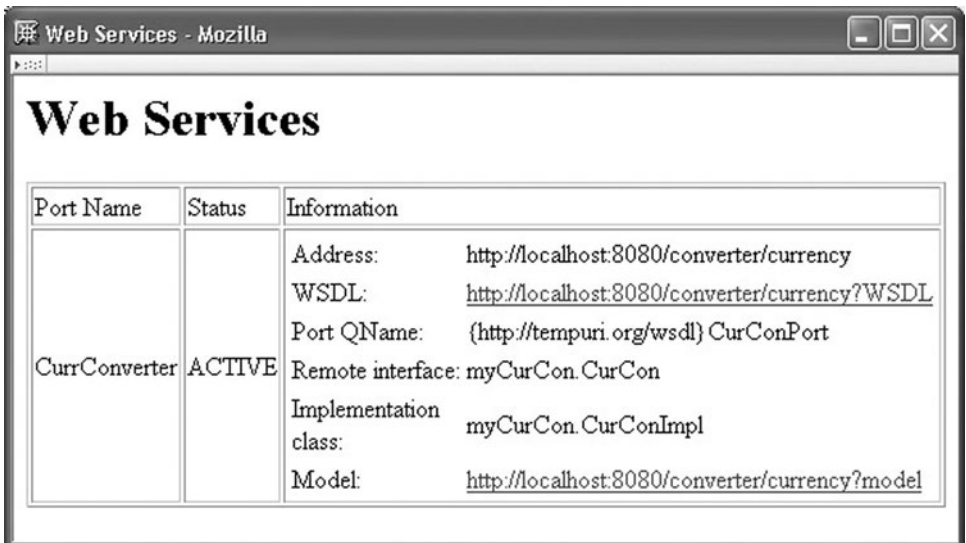 Web Services - Mozilla
Web Services
Port Name Status Information
Address: http://localhost:8080/converter/currency
WSDL: http://localhost:8080/converter/currency?WSDL
Port QName: {http://tempuri.org/wsdl}CurConPort
CurrConverter ACTIVE Remote interface: myCurCon.CurCon
Implementation
class: myCurCon.CurConImpl
Model: http://localhost:8080/converter/currency?model